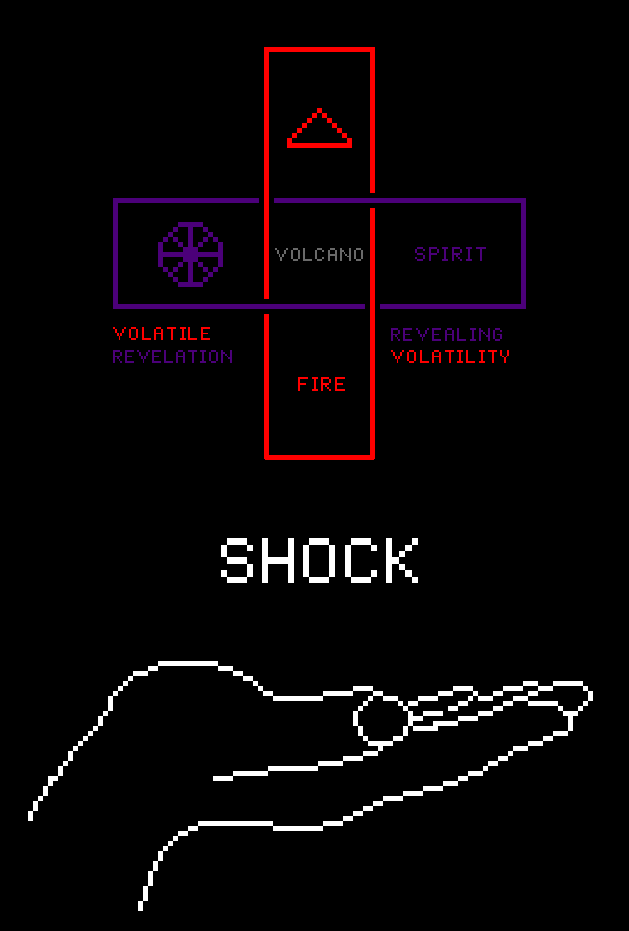 VOLCANO
SPIRIT
VOLATILE
REVELATION
REVEALING
VOLATILITY
FIRE
SHOCK